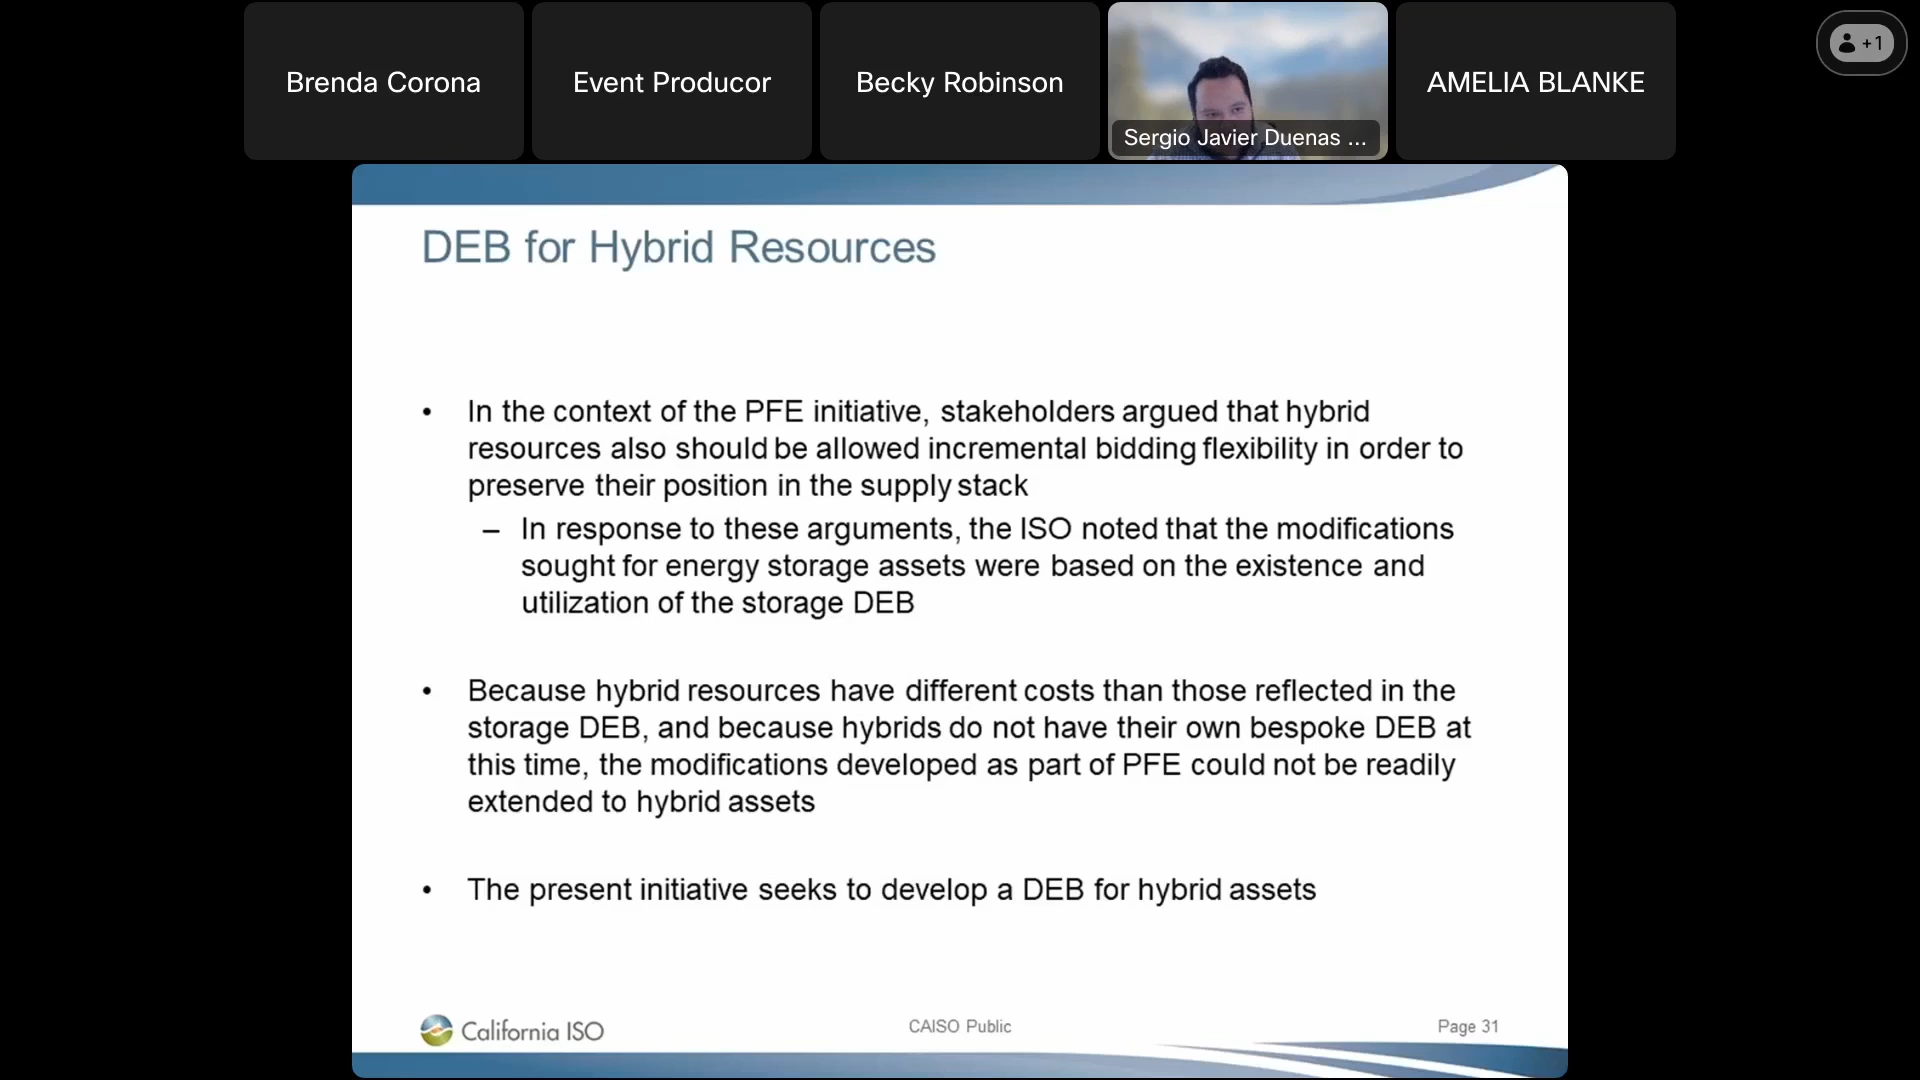 Brenda Corona
Event Producor
Becky Robinson
Sergio Javier Duenas ...
AMELIA BLANKE
+1
DEB for Hybrid Resources
• In the context of the PFE initiative, stakeholders argued that hybrid
resources also should be allowed incremental bidding flexibility in order to
preserve their position in the supply stack
– In response to these arguments, the ISO noted that the modifications
sought for energy storage assets were based on the existence and
utilization of the storage DEB
• Because hybrid resources have different costs than those reflected in the
storage DEB, and because hybrids do not have their own bespoke DEB at
this time, the modifications developed as part of PFE could not be readily
extended to hybrid assets
• The present initiative seeks to develop a DEB for hybrid assets
California ISO
CAISO Public
Page 31